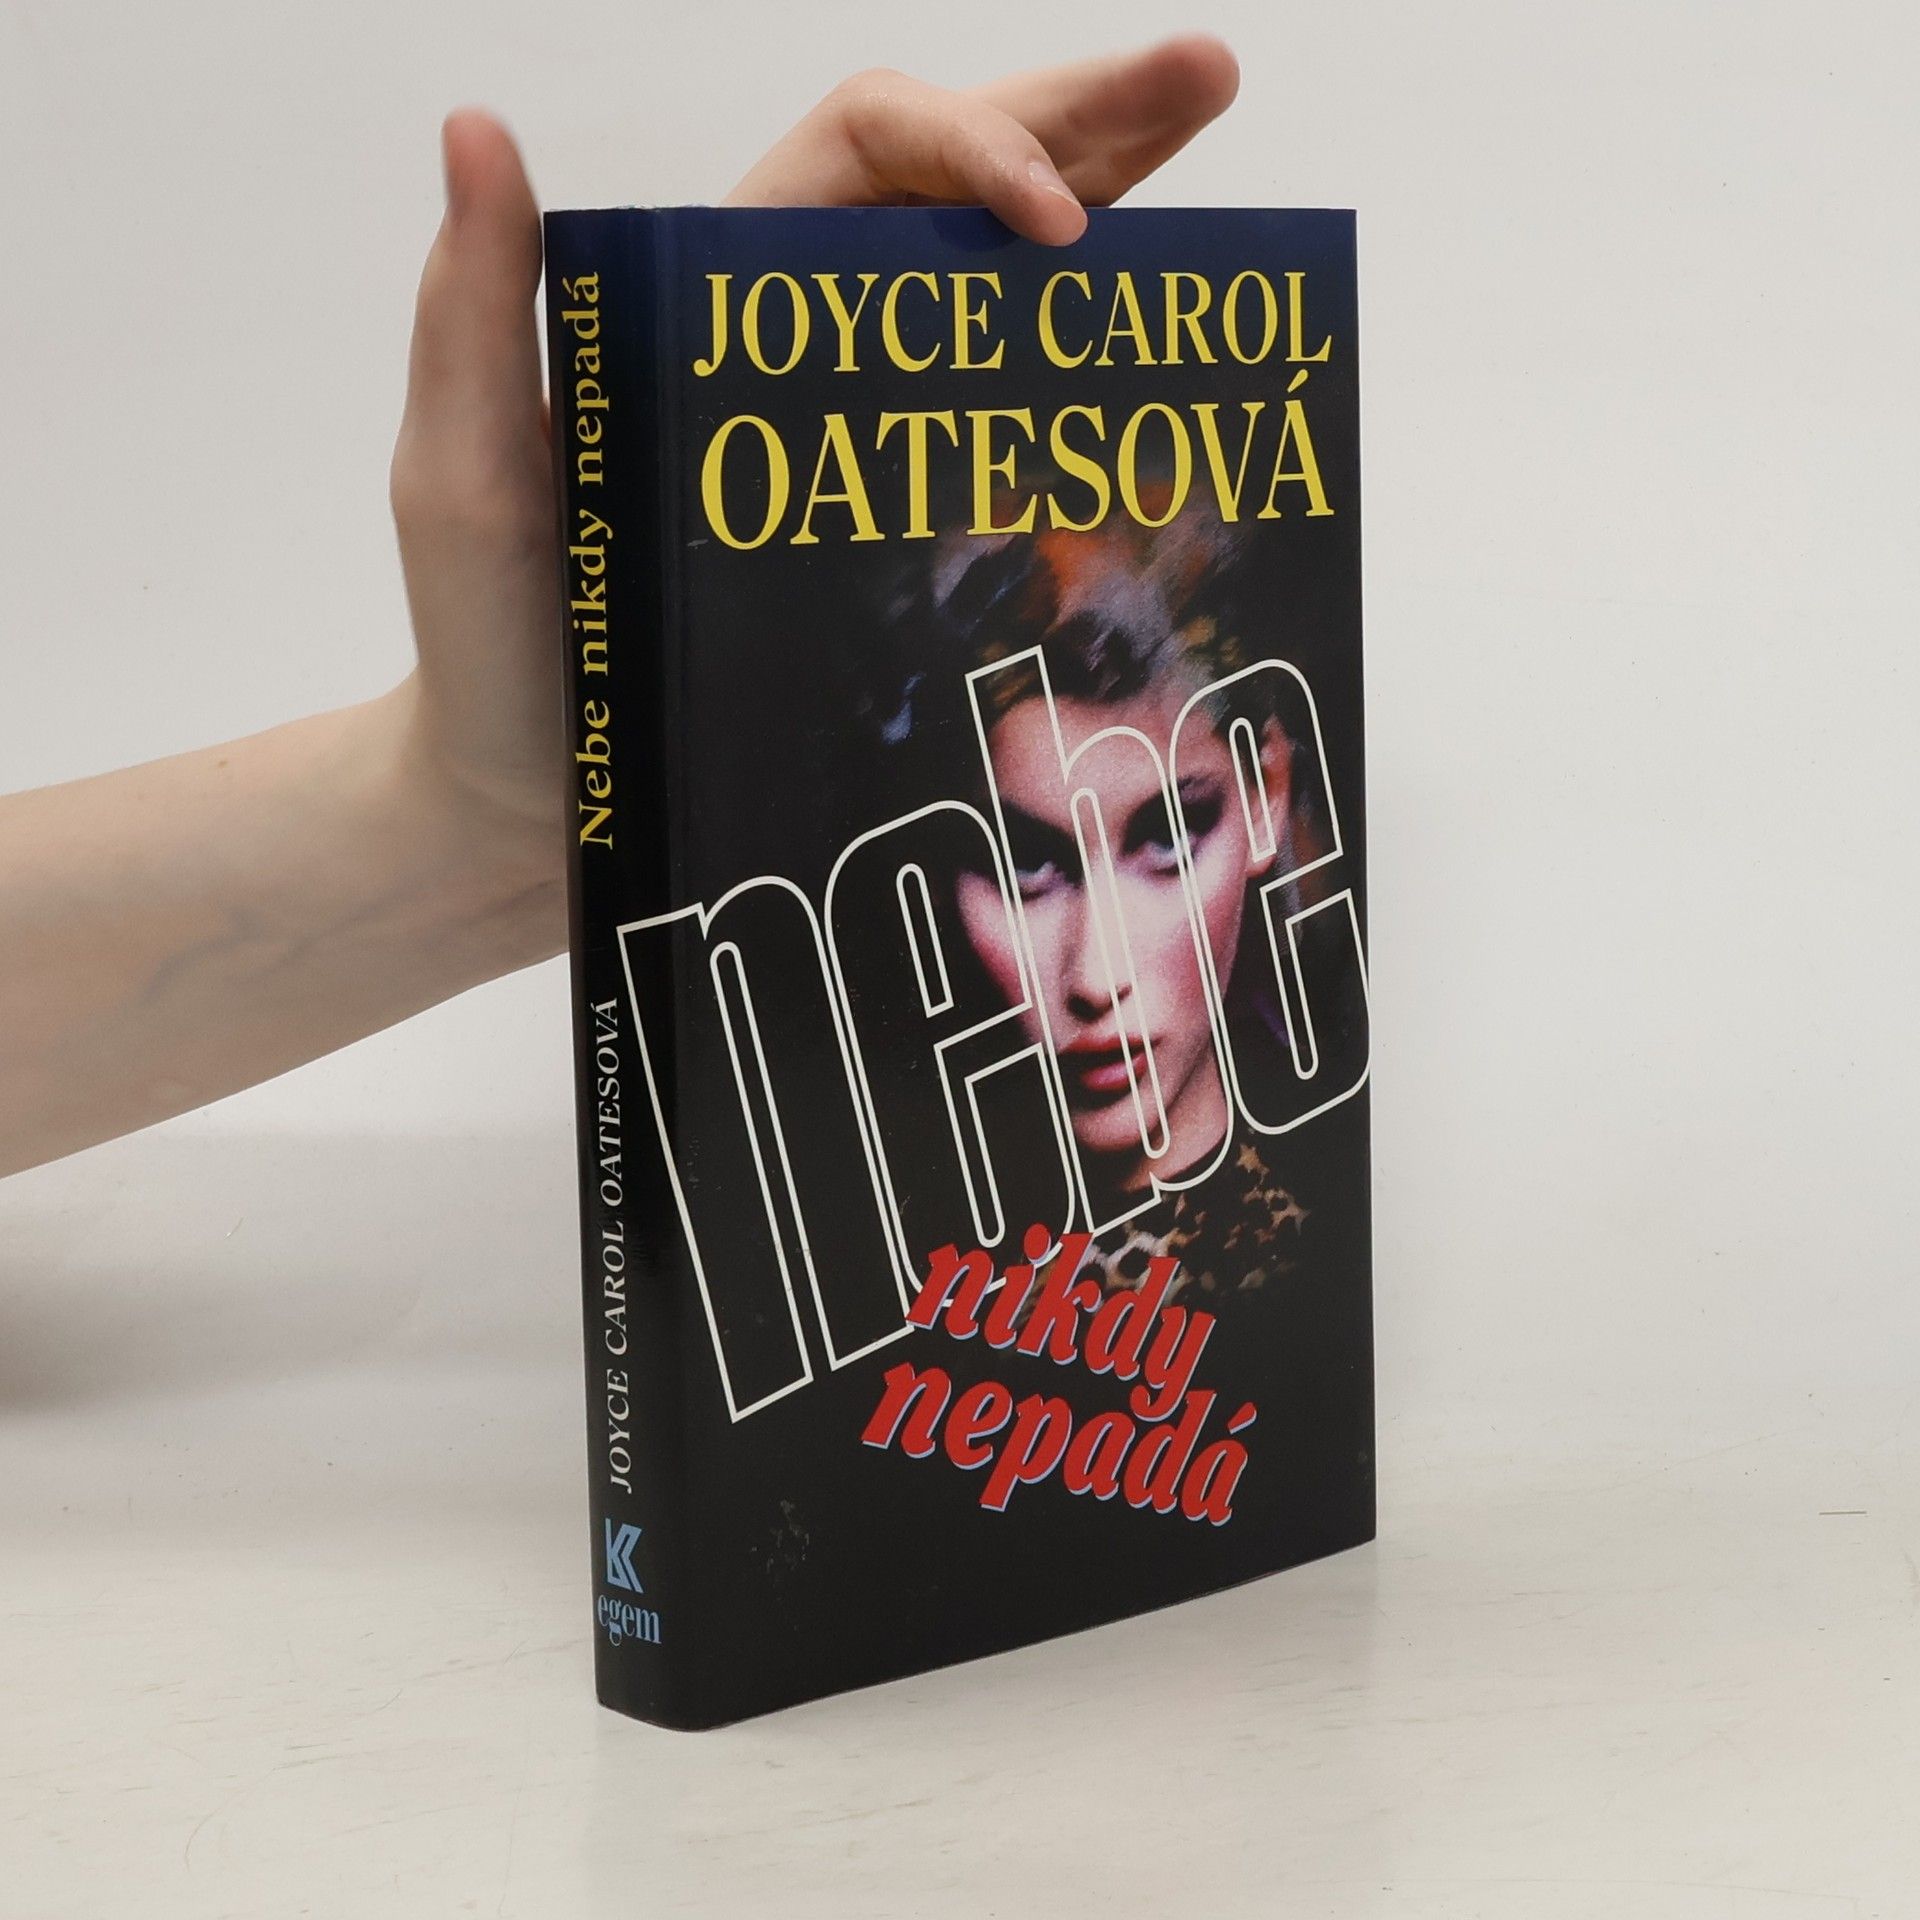 JOYCE CAROL
OATESOVÁ
nebe
nikdy
nepadá
Nebe nikdy nepadá
JOYCE CAROL OATESOVÁ
K
egem